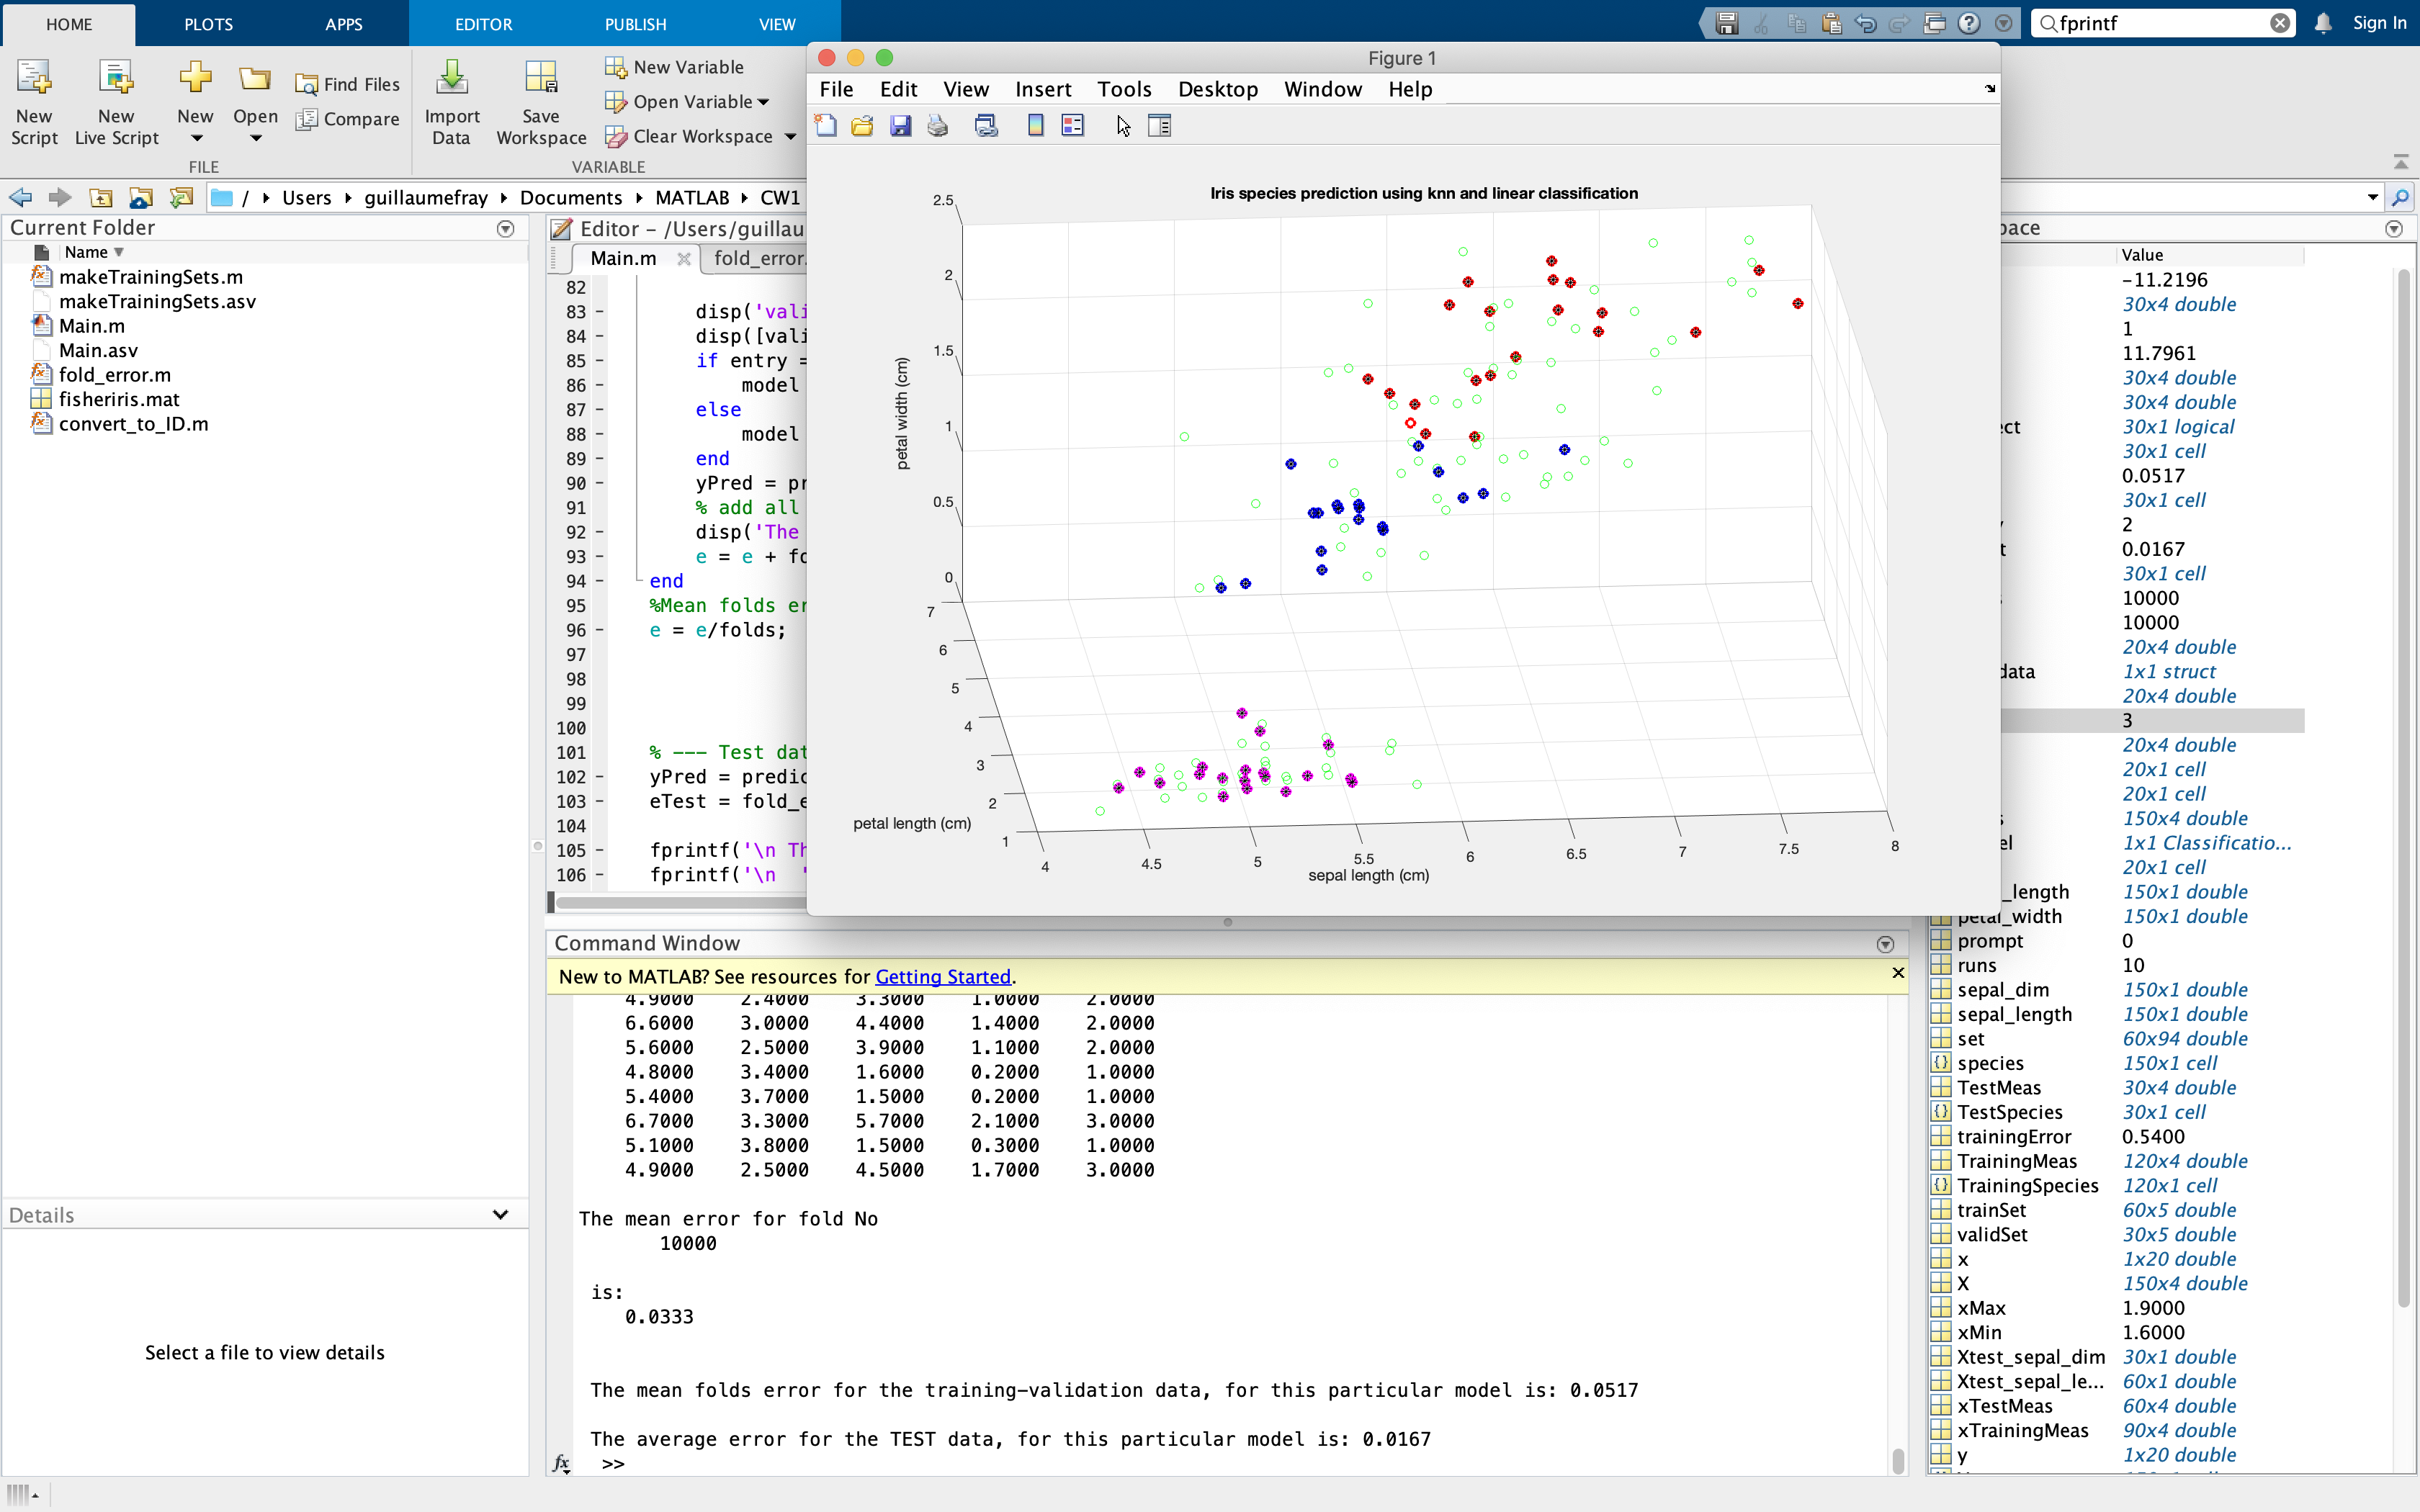 HOME PLOTS APPS EDITOR PUBLISH VIEW
fprintf
Sign In
New Script
New Live Script
New
Open
Find Files
Compare
FILE
Import Data
Save Workspace
New Variable
Open Variable
Clear Workspace
VARIABLE
/ Users guillaumefray Documents MATLAB CW1
Current Folder
Name
makeTrainingSets.m
makeTrainingSets.asv
Main.m
Main.asv
fold_error.m
fisheriris.mat
convert_to_ID.m
Details
Select a file to view details
Editor – /Users/guillau
Main.m fold_error.
82
83 – disp('vali
84 – disp([vali
85 – if entry =
86 – model
87 – else
88 – model
89 – end
90 – yPred = pr
91 % add all
92 – disp('The
93 – e = e + fo
94 – end
95 %Mean folds er
96 – e = e/folds;
97
98
99
100
101 % --- Test dat
102 – yPred = predic
103 – eTest = fold_e
104
105 – fprintf('\n Th
106 – fprintf('\n '
Figure 1
File Edit View Insert Tools Desktop Window Help
Iris species prediction using knn and linear classification
petal width (cm)
2.5
2
1.5
1
0.5
0
7
6
5
4
3
2
1
petal length (cm)
4 4.5 5 5.5 6 6.5 7 7.5 8
sepal length (cm)
Command Window
New to MATLAB? See resources for Getting Started.
4.9000 2.4000 3.3000 1.0000 2.0000
6.6000 3.0000 4.4000 1.4000 2.0000
5.6000 2.5000 3.9000 1.1000 2.0000
4.8000 3.4000 1.6000 0.2000 1.0000
5.4000 3.7000 1.5000 0.2000 1.0000
6.7000 3.3000 5.7000 2.1000 3.0000
5.1000 3.8000 1.5000 0.3000 1.0000
4.9000 2.5000 4.5000 1.7000 3.0000
The mean error for fold No
10000
is:
0.0333
The mean folds error for the training-validation data, for this particular model is: 0.0517
The average error for the TEST data, for this particular model is: 0.0167
fx >>
pace
Value
-11.2196
30x4 double
1
11.7961
30x4 double
30x4 double
ct 30x1 logical
30x1 cell
0.0517
30x1 cell
2
t 0.0167
30x1 cell
10000
10000
20x4 double
data 1x1 struct
20x4 double
3
20x4 double
20x1 cell
20x1 cell
s 150x4 double
el 1x1 Classificatio...
20x1 cell
_length 150x1 double
petal_width 150x1 double
prompt 0
runs 10
sepal_dim 150x1 double
sepal_length 150x1 double
set 60x94 double
species 150x1 cell
TestMeas 30x4 double
TestSpecies 30x1 cell
trainingError 0.5400
TrainingMeas 120x4 double
TrainingSpecies 120x1 cell
trainSet 60x5 double
validSet 30x5 double
x 1x20 double
X 150x4 double
xMax 1.9000
xMin 1.6000
Xtest_sepal_dim 30x1 double
Xtest_sepal_le... 60x1 double
xTestMeas 60x4 double
xTrainingMeas 90x4 double
y 1x20 double